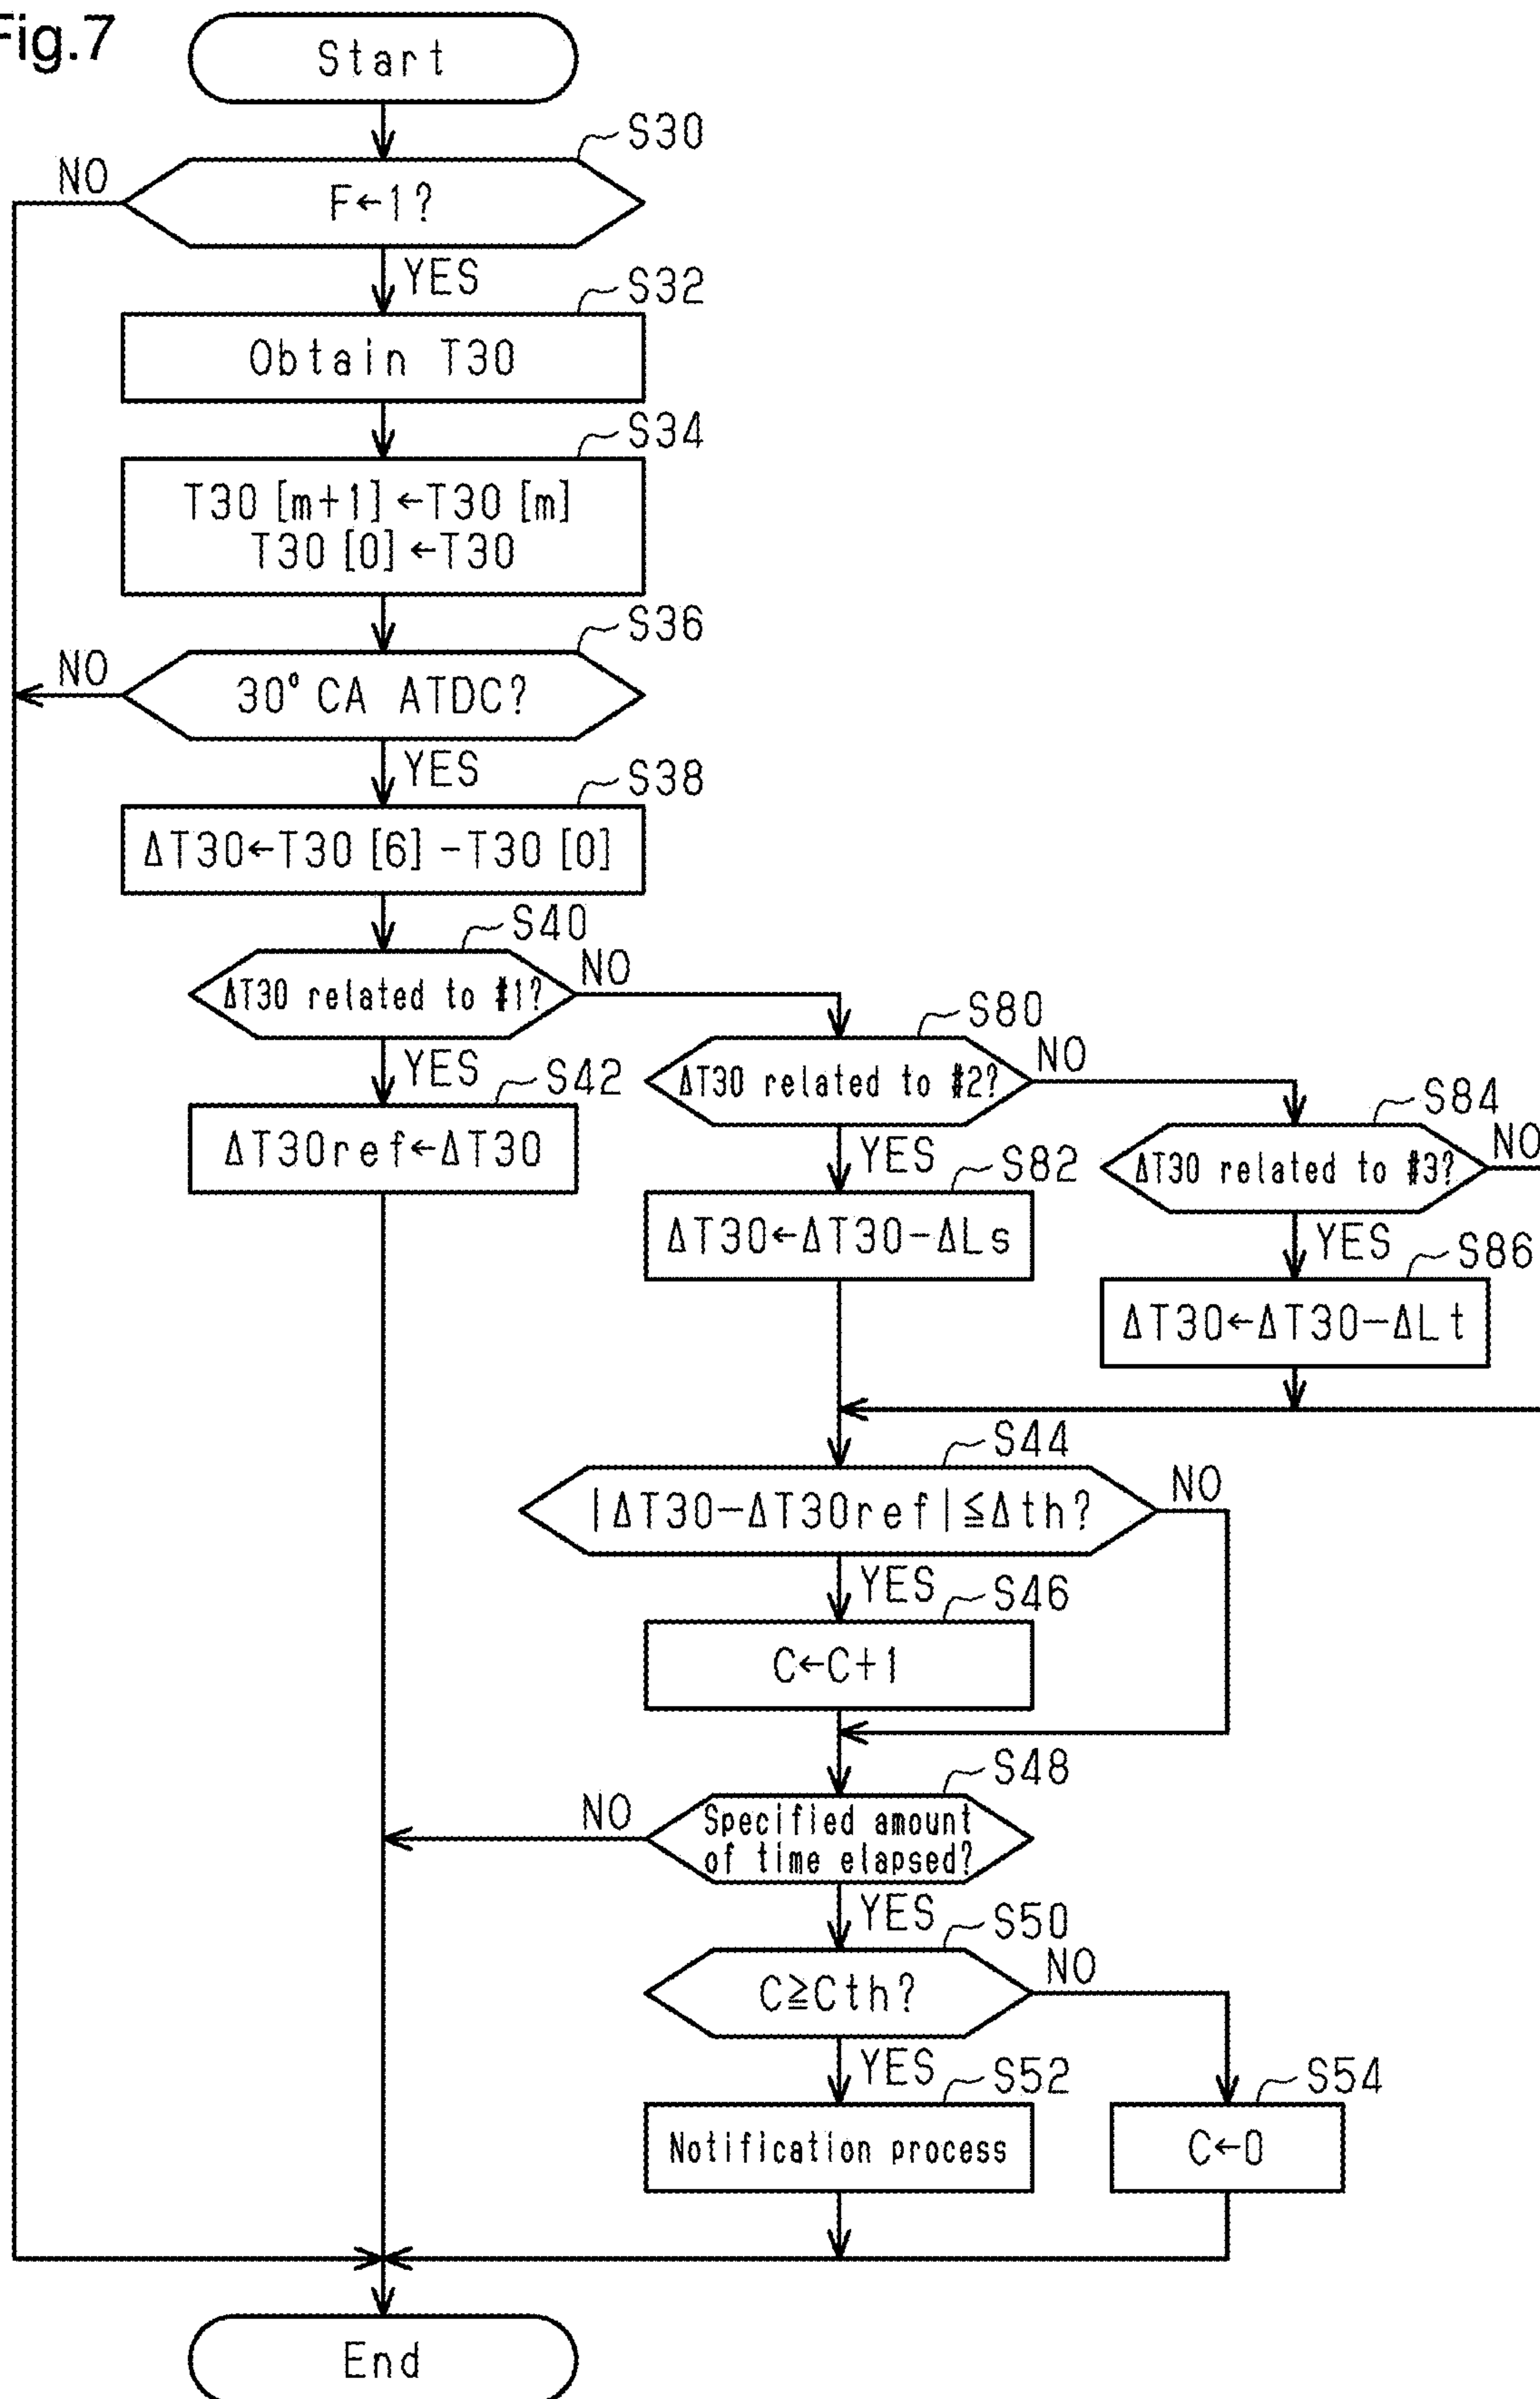 Fig.7
Start
S30
NO
F←1?
YES
S32
Obtain T30
S34
T30 [m+1] ←T30 [m]
T30 [0] ←T30
S36
NO
30° CA ATDC?
YES
S38
ΔT30←T30 [6] -T30 [0]
S40
ΔT30 related to #1?
NO
YES
S42
ΔT30ref←ΔT30
S80
ΔT30 related to #2?
NO
YES
S82
ΔT30←ΔT30-ΔLs
S84
ΔT30 related to #3?
NO
YES
S86
ΔT30←ΔT30-ΔLt
S44
|ΔT30-ΔT30ref|≦Δth?
NO
YES
S46
C←C+1
S48
NO
Specified amount
of time elapsed?
YES
S50
C≧Cth?
NO
YES
S52
Notification process
S54
C←0
End